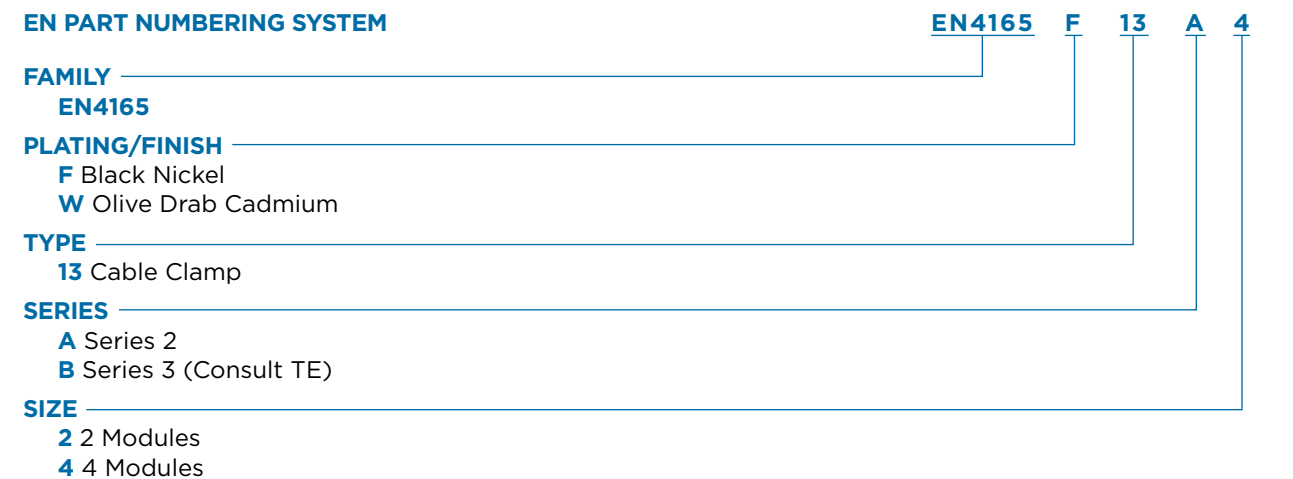 EN PART NUMBERING SYSTEM EN4165 F 13 A 4
FAMILY
EN4165
PLATING/FINISH
F Black Nickel
W Olive Drab Cadmium
TYPE
13 Cable Clamp
SERIES
A Series 2
B Series 3 (Consult TE)
SIZE
2 2 Modules
4 4 Modules